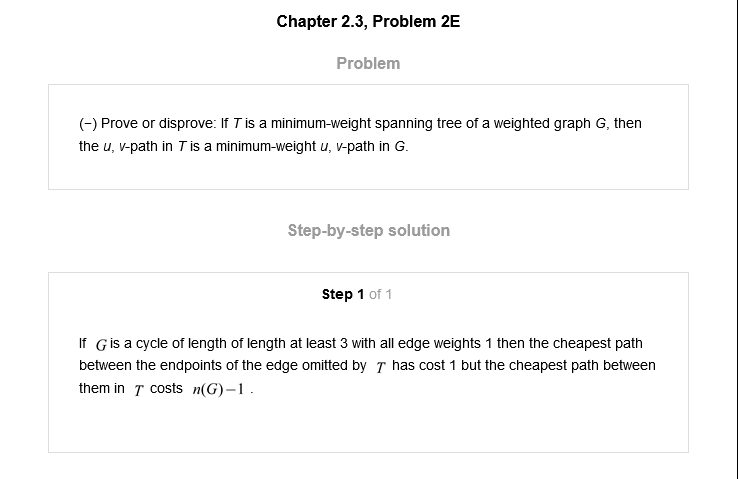 Chapter 2.3, Problem 2E
Problem
(−) Prove or disprove: If T is a minimum-weight spanning tree of a weighted graph G, then
the u, v-path in T is a minimum-weight u, v-path in G.
Step-by-step solution
Step 1 of 1
If G is a cycle of length of length at least 3 with all edge weights 1 then the cheapest path
between the endpoints of the edge omitted by T has cost 1 but the cheapest path between
them in T costs n(G)−1 .